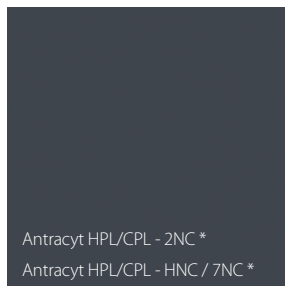 Antracyt HPL/CPL - 2NC *
Antracyt HPL/CPL - HNC / 7NC *